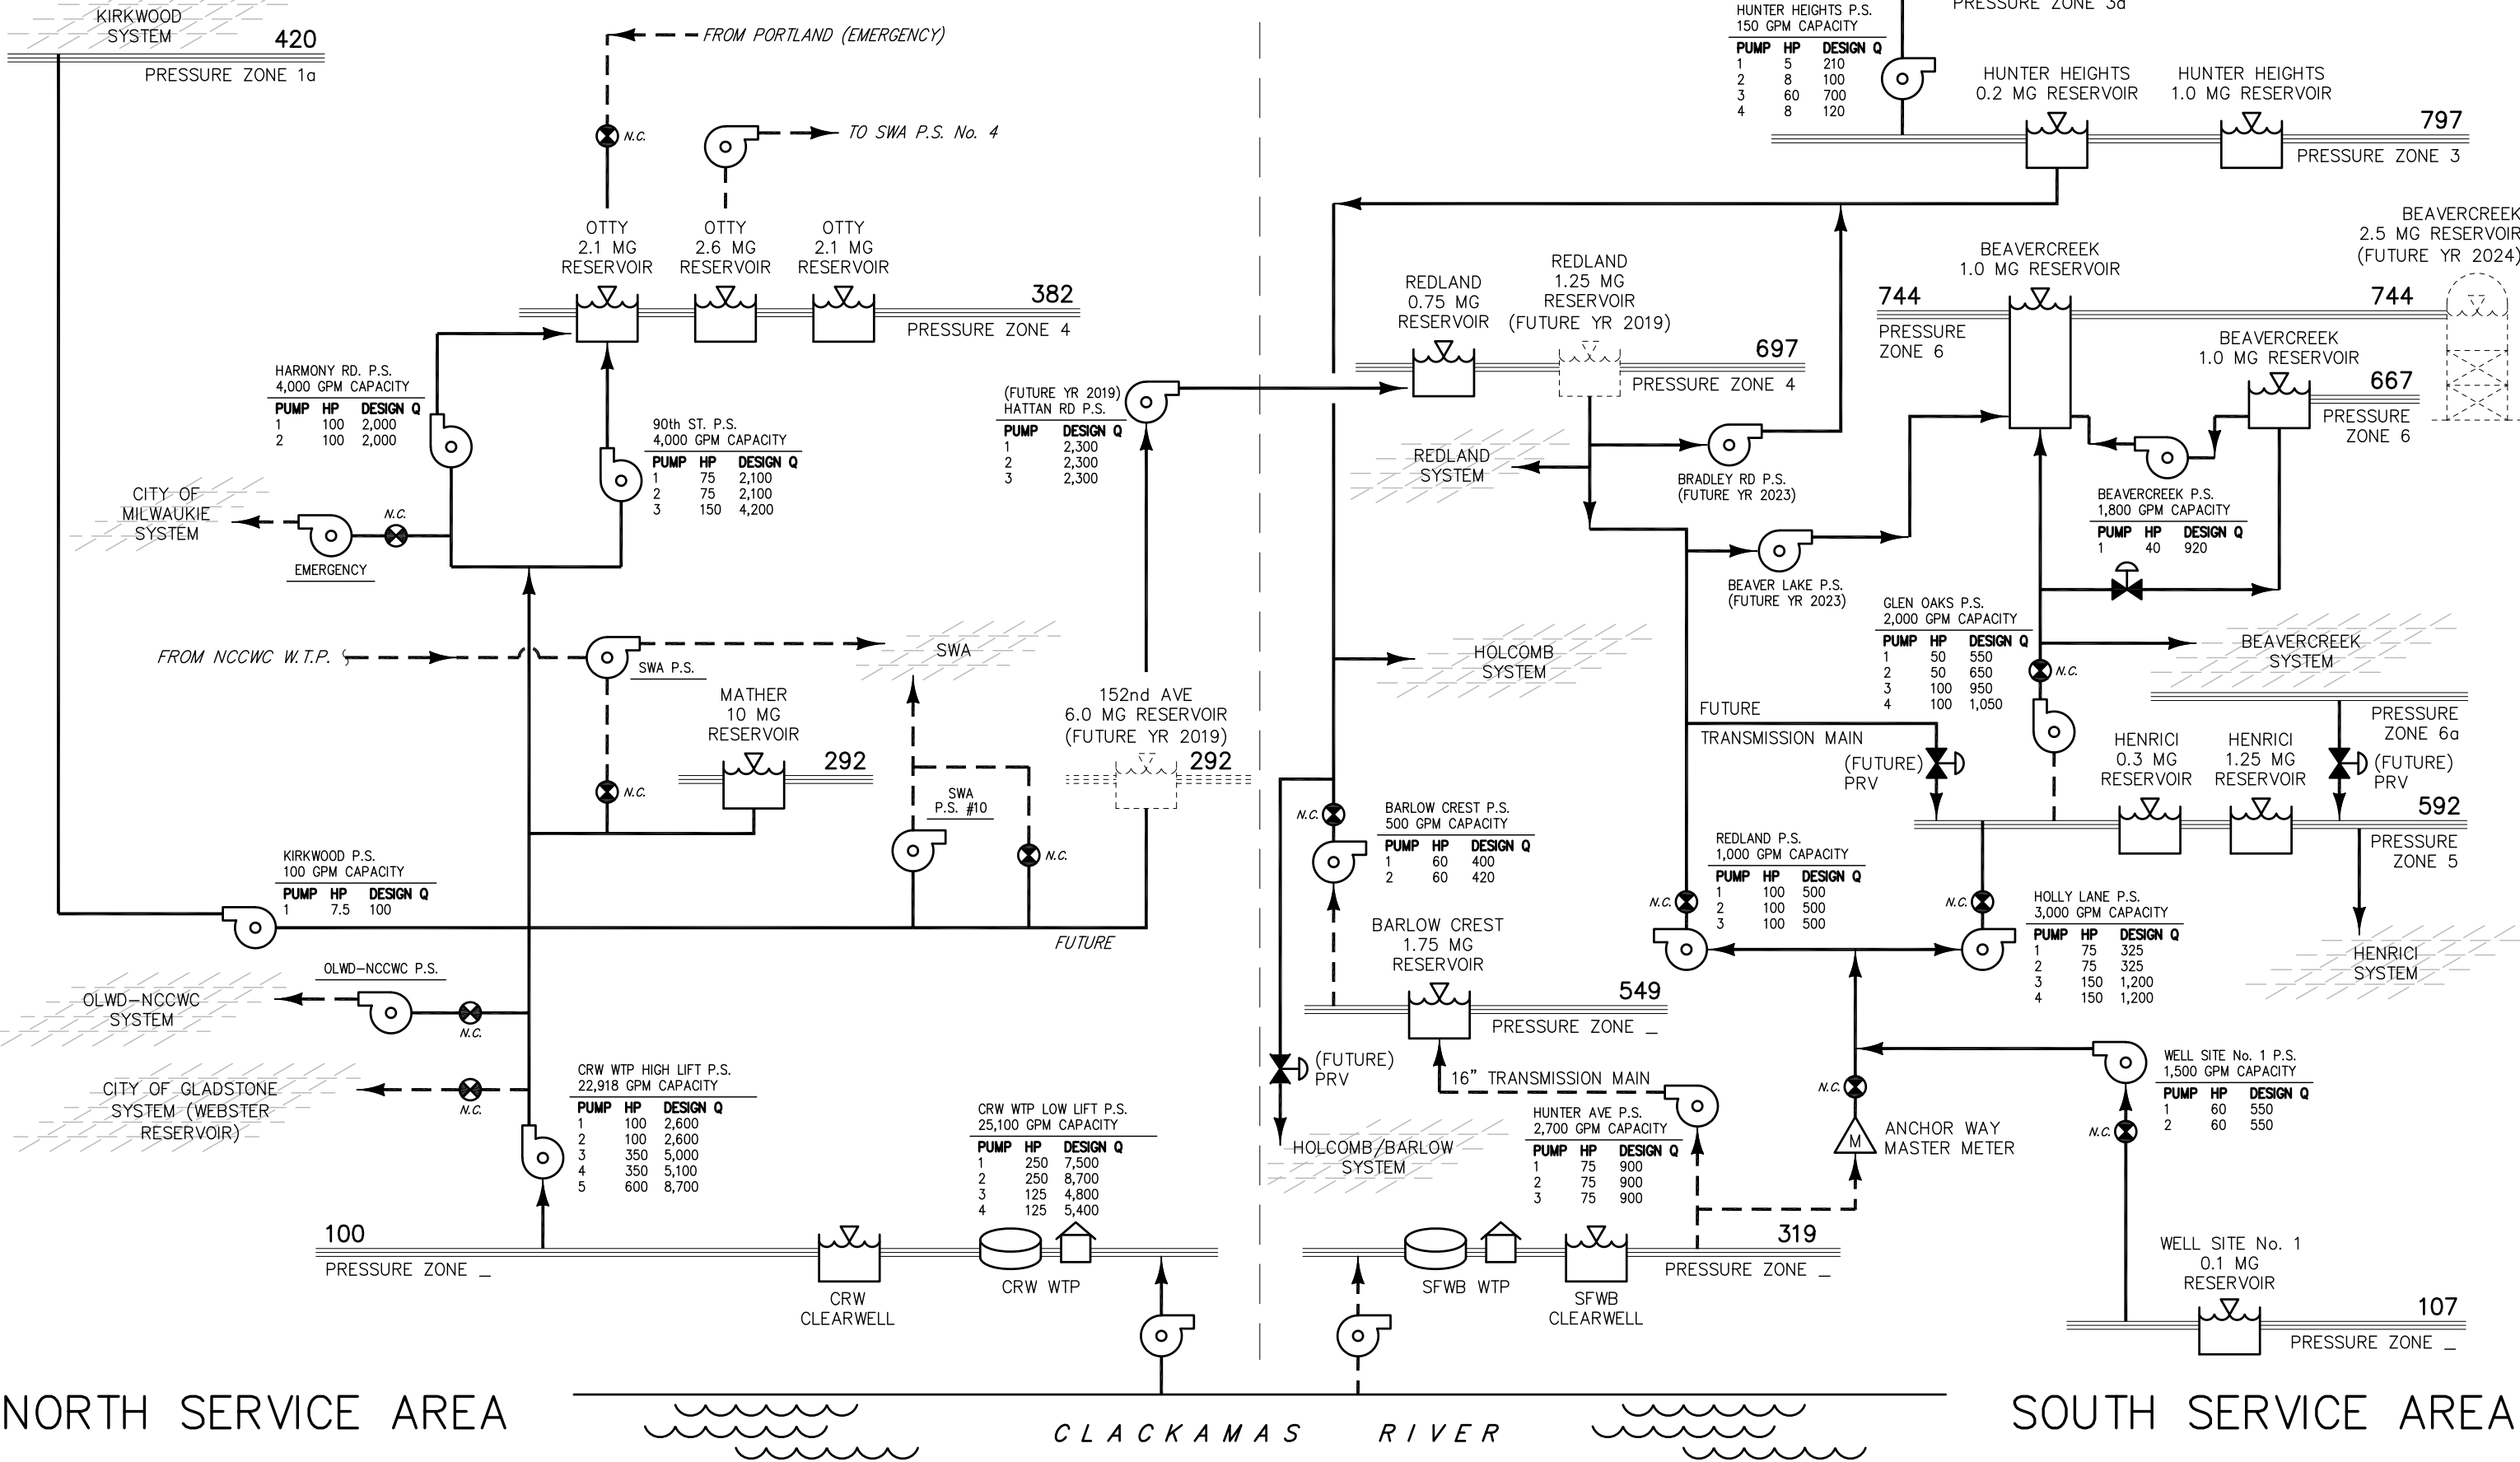 KIRKWOOD
SYSTEM
420
PRESSURE ZONE 1a
FROM PORTLAND (EMERGENCY)
N.C.
TO SWA P.S. No. 4
OTTY
2.1 MG
RESERVOIR
OTTY
2.6 MG
RESERVOIR
OTTY
2.1 MG
RESERVOIR
382
PRESSURE ZONE 4
HARMONY RD. P.S.
4,000 GPM CAPACITY
PUMP HP DESIGN Q
1 100 2,000
2 100 2,000
90th ST. P.S.
4,000 GPM CAPACITY
PUMP HP DESIGN Q
1 75 2,100
2 75 2,100
3 150 4,200
CITY OF
MILWAUKIE
SYSTEM
N.C.
EMERGENCY
FROM NCCWC W.T.P.
SWA P.S.
SWA
MATHER
10 MG
RESERVOIR
292
N.C.
SWA
P.S. #10
N.C.
152nd AVE
6.0 MG RESERVOIR
(FUTURE YR 2019)
292
(FUTURE YR 2019)
HATTAN RD P.S.
PUMP DESIGN Q
1 2,300
2 2,300
3 2,300
KIRKWOOD P.S.
100 GPM CAPACITY
PUMP HP DESIGN Q
1 7.5 100
FUTURE
OLWD-NCCWC P.S.
OLWD-NCCWC
SYSTEM
N.C.
CITY OF GLADSTONE
SYSTEM (WEBSTER
RESERVOIR)
N.C.
CRW WTP HIGH LIFT P.S.
22,918 GPM CAPACITY
PUMP HP DESIGN Q
1 100 2,600
2 100 2,600
3 350 5,000
4 350 5,100
5 600 8,700
CRW WTP LOW LIFT P.S.
25,100 GPM CAPACITY
PUMP HP DESIGN Q
1 250 7,500
2 250 8,700
3 125 4,800
4 125 5,400
100
PRESSURE ZONE _
CRW
CLEARWELL
CRW WTP
HUNTER HEIGHTS P.S.
150 GPM CAPACITY
PUMP HP DESIGN Q
1 5 210
2 8 100
3 60 700
4 8 120
PRESSURE ZONE 3a
HUNTER HEIGHTS
0.2 MG RESERVOIR
HUNTER HEIGHTS
1.0 MG RESERVOIR
797
PRESSURE ZONE 3
REDLAND
0.75 MG
RESERVOIR
REDLAND
1.25 MG
RESERVOIR
(FUTURE YR 2019)
697
PRESSURE ZONE 4
REDLAND
SYSTEM
BRADLEY RD P.S.
(FUTURE YR 2023)
BEAVER LAKE P.S.
(FUTURE YR 2023)
744
PRESSURE
ZONE 6
BEAVERCREEK
1.0 MG RESERVOIR
744
BEAVERCREEK
2.5 MG RESERVOIR
(FUTURE YR 2024)
BEAVERCREEK
1.0 MG RESERVOIR
667
PRESSURE
ZONE 6
BEAVERCREEK P.S.
1,800 GPM CAPACITY
PUMP HP DESIGN Q
1 40 920
GLEN OAKS P.S.
2,000 GPM CAPACITY
PUMP HP DESIGN Q
1 50 550
2 50 650
3 100 950
4 100 1,050
N.C.
BEAVERCREEK
SYSTEM
HOLCOMB
SYSTEM
FUTURE
TRANSMISSION MAIN
(FUTURE)
PRV
HENRICI
0.3 MG
RESERVOIR
HENRICI
1.25 MG
RESERVOIR
PRESSURE
ZONE 6a
(FUTURE)
PRV
592
PRESSURE
ZONE 5
HENRICI
SYSTEM
N.C.
BARLOW CREST P.S.
500 GPM CAPACITY
PUMP HP DESIGN Q
1 60 400
2 60 420
BARLOW CREST
1.75 MG
RESERVOIR
549
PRESSURE ZONE _
REDLAND P.S.
1,000 GPM CAPACITY
PUMP HP DESIGN Q
1 100 500
2 100 500
3 100 500
N.C.
N.C.
HOLLY LANE P.S.
3,000 GPM CAPACITY
PUMP HP DESIGN Q
1 75 325
2 75 325
3 150 1,200
4 150 1,200
(FUTURE)
PRV
16" TRANSMISSION MAIN
HOLCOMB/BARLOW
SYSTEM
HUNTER AVE P.S.
2,700 GPM CAPACITY
PUMP HP DESIGN Q
1 75 900
2 75 900
3 75 900
N.C.
M
ANCHOR WAY
MASTER METER
WELL SITE No. 1 P.S.
1,500 GPM CAPACITY
PUMP HP DESIGN Q
1 60 550
2 60 550
N.C.
319
PRESSURE ZONE _
SFWB WTP
SFWB
CLEARWELL
WELL SITE No. 1
0.1 MG
RESERVOIR
107
PRESSURE ZONE _
NORTH SERVICE AREA
CLACKAMAS RIVER
SOUTH SERVICE AREA